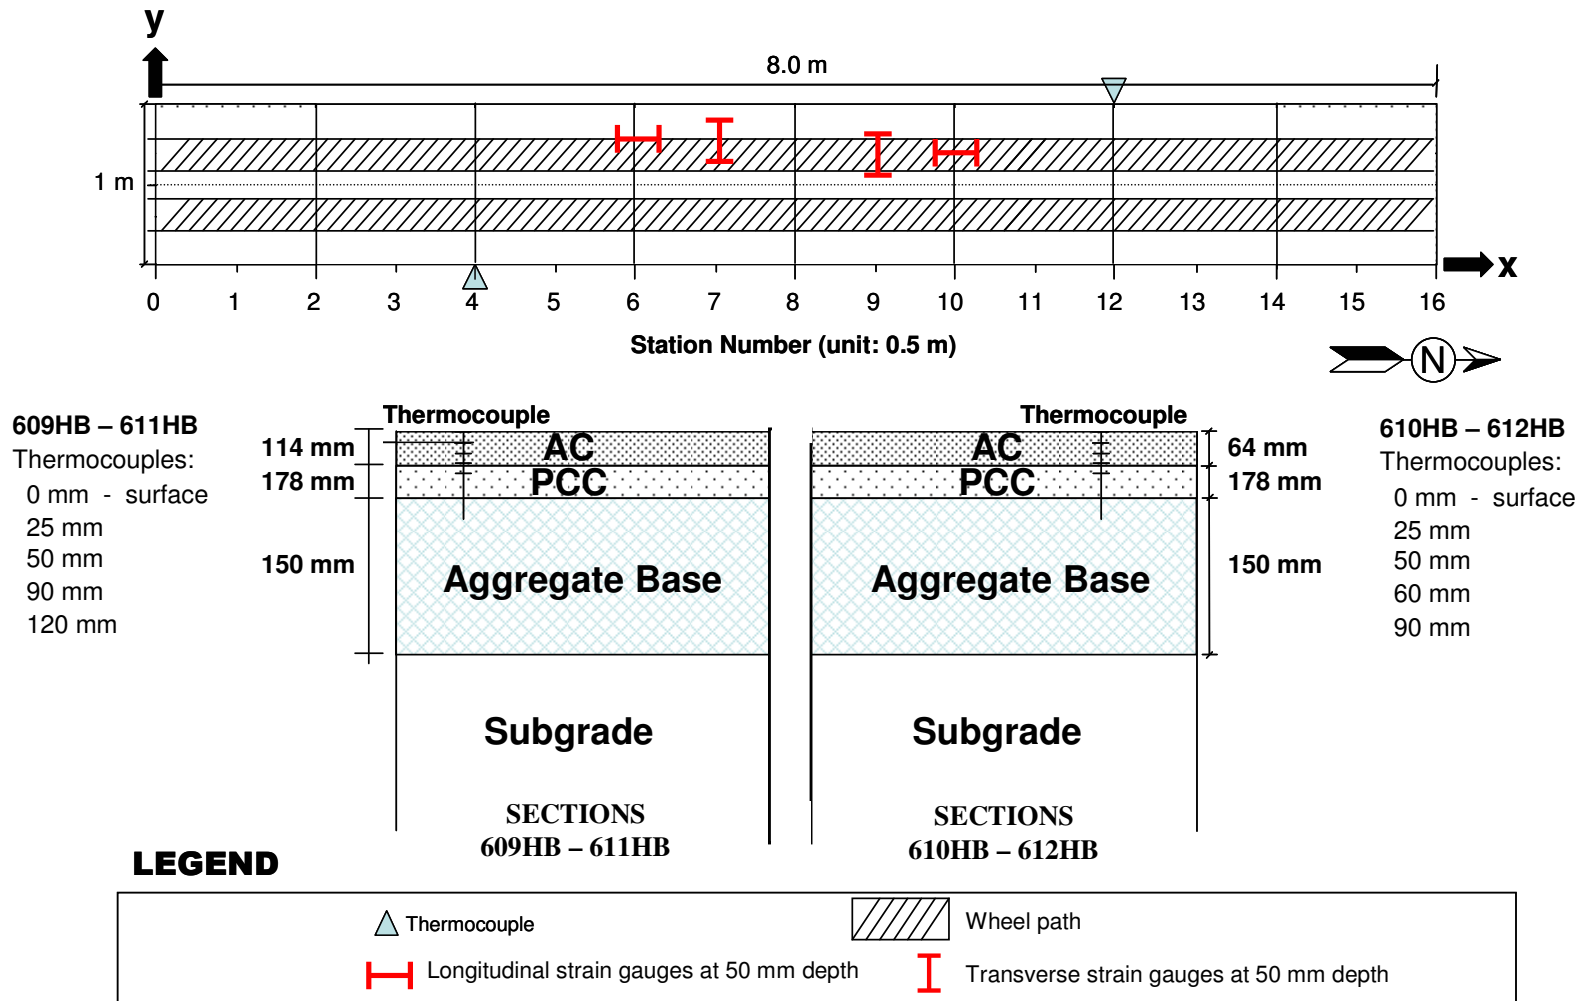 y
8.0 m
1 m
0 1 2 3 4 5 6 7 8 9 10 11 12 13 14 15 16
x
Station Number (unit: 0.5 m)
N
609HB – 611HB
Thermocouples:
0 mm - surface
25 mm
50 mm
90 mm
120 mm
Thermocouple
114 mm
178 mm
150 mm
AC
PCC
Aggregate Base
Subgrade
SECTIONS
609HB – 611HB
Thermocouple
AC
PCC
Aggregate Base
Subgrade
SECTIONS
610HB – 612HB
64 mm
178 mm
150 mm
610HB – 612HB
Thermocouples:
0 mm - surface
25 mm
50 mm
60 mm
90 mm
LEGEND
Thermocouple
Wheel path
Longitudinal strain gauges at 50 mm depth
Transverse strain gauges at 50 mm depth